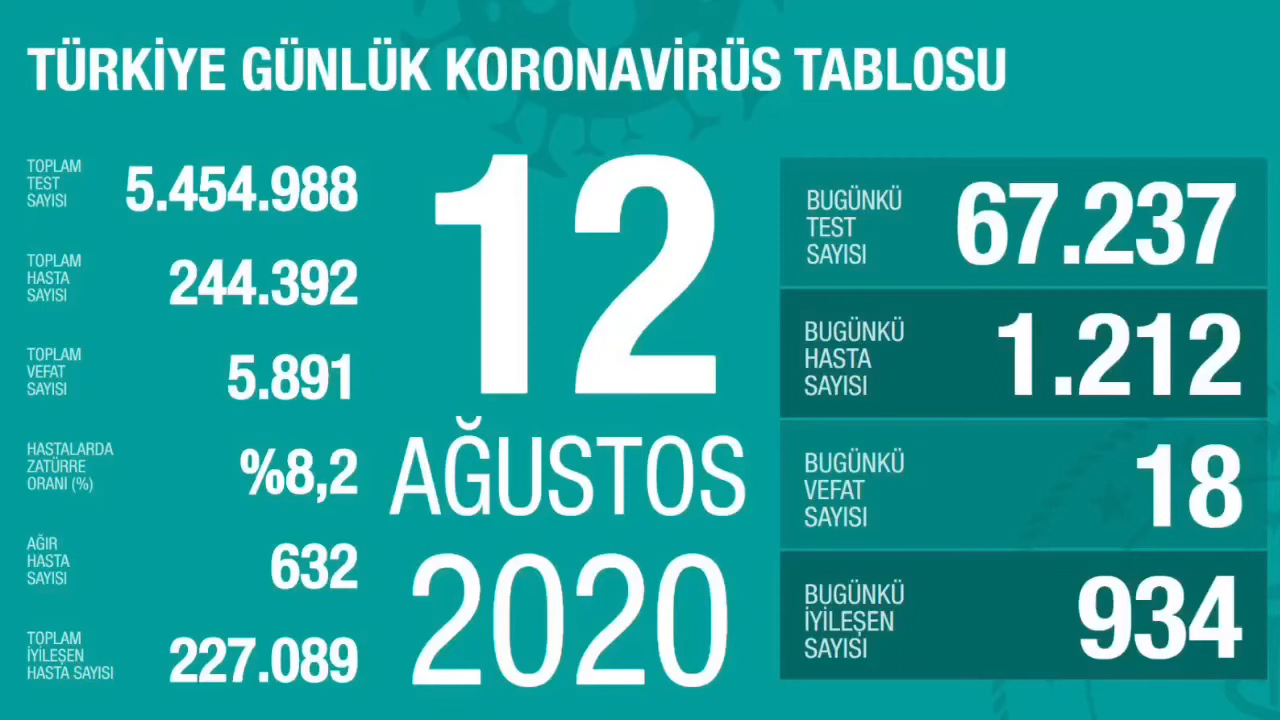 TÜRKİYE GÜNLÜK KORONAVİRÜS TABLOSU
TOPLAM
TEST
SAYISI
5.454.988
TOPLAM
HASTA
SAYISI
244.392
TOPLAM
VEFAT
SAYISI
5.891
HASTALARDA
ZATÜRRE
ORANI (%)
%8,2
AĞIR
HASTA
SAYISI
632
TOPLAM
İYİLEŞEN
HASTA SAYISI
227.089
12
AĞUSTOS
2020
BUGÜNKÜ
TEST
SAYISI
67.237
BUGÜNKÜ
HASTA
SAYISI
1.212
BUGÜNKÜ
VEFAT
SAYISI
18
BUGÜNKÜ
İYİLEŞEN
SAYISI
934